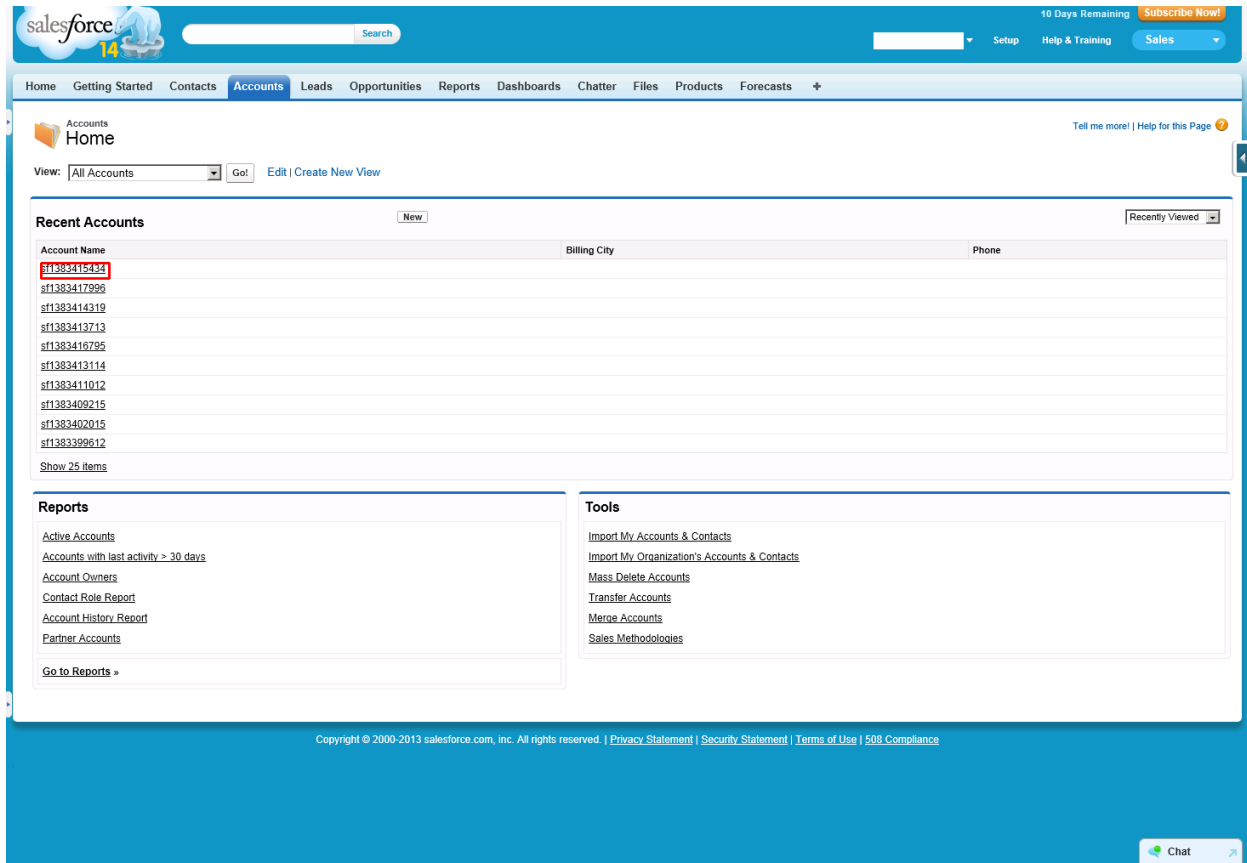 10 Days Remaining Subscribe Now!
salesforce
14
Search
Setup Help & Training Sales
Home Getting Started Contacts Accounts Leads Opportunities Reports Dashboards Chatter Files Products Forecasts +
Accounts
Home
Tell me more! | Help for this Page ?
View: All Accounts Go! Edit | Create New View
Recent Accounts New Recently Viewed
Account Name Billing City Phone
sf1383415434
sf1383417996
sf1383414319
sf1383413713
sf1383416795
sf1383413114
sf1383411012
sf1383409215
sf1383402015
sf1383399612
Show 25 items
Reports
Active Accounts
Accounts with last activity > 30 days
Account Owners
Contact Role Report
Account History Report
Partner Accounts
Go to Reports »
Tools
Import My Accounts & Contacts
Import My Organization's Accounts & Contacts
Mass Delete Accounts
Transfer Accounts
Merge Accounts
Sales Methodologies
Copyright © 2000-2013 salesforce.com, inc. All rights reserved. | Privacy Statement | Security Statement | Terms of Use | 508 Compliance
Chat